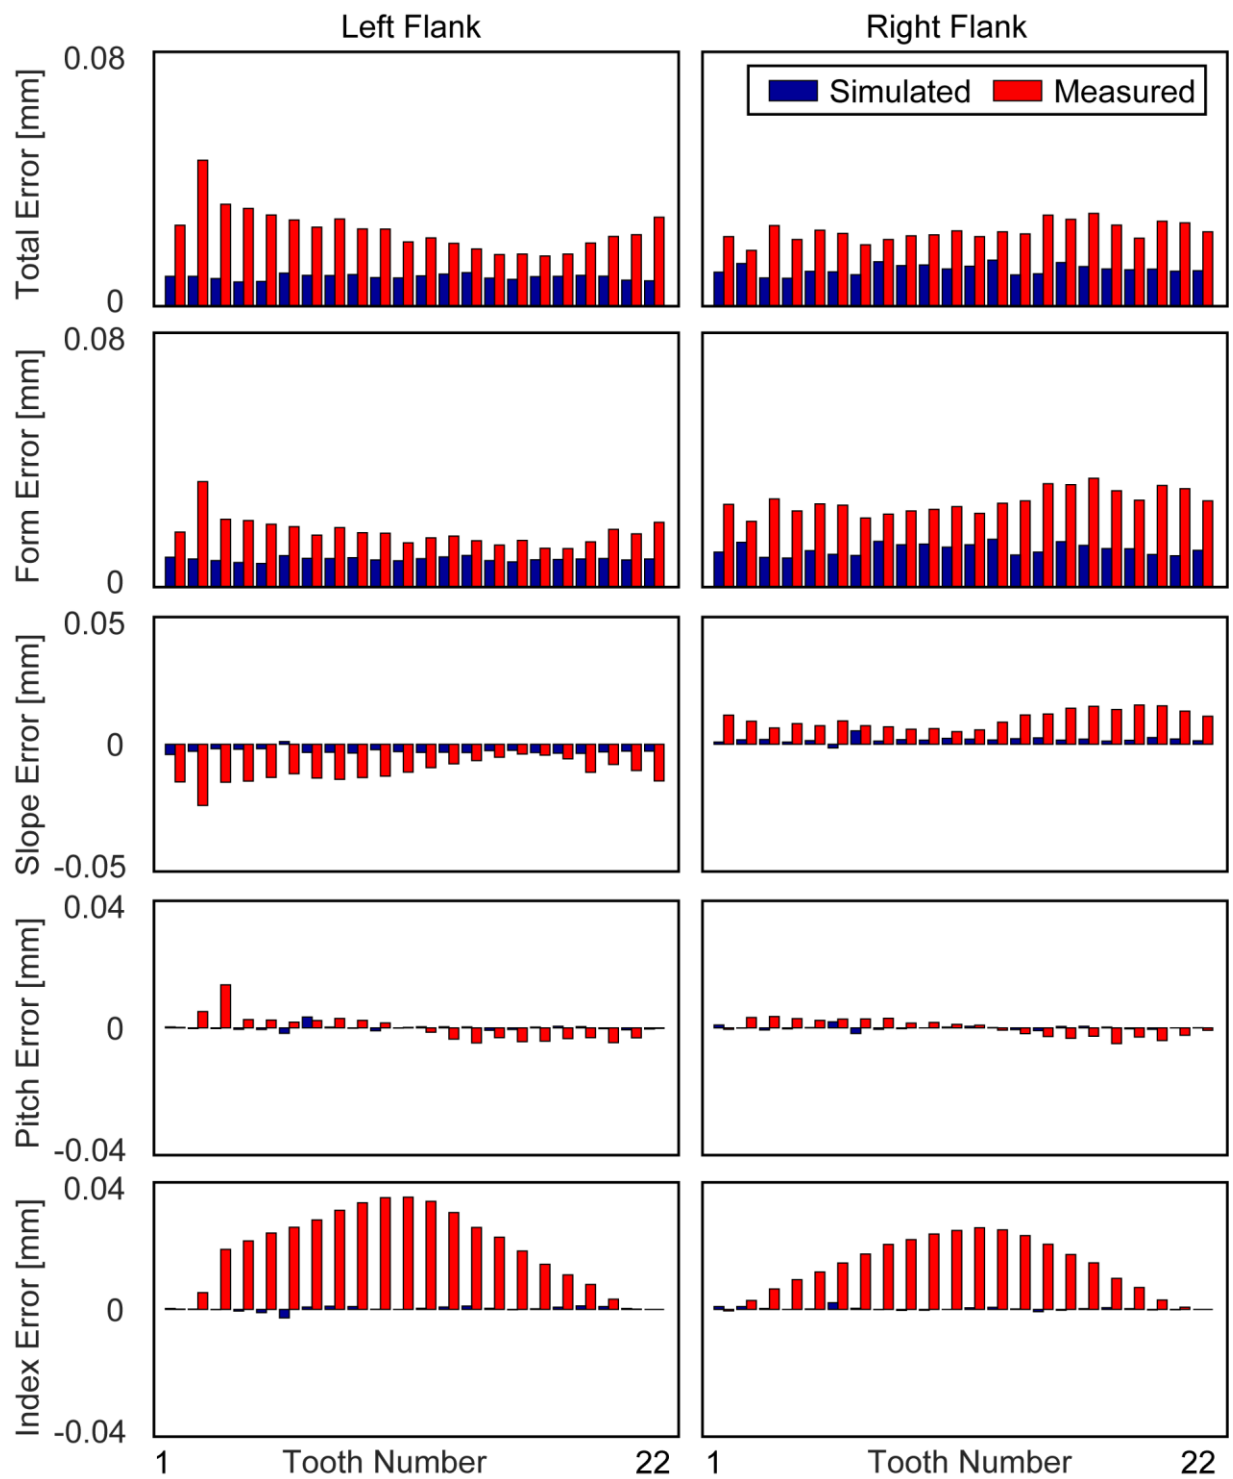 Left Flank
Right Flank
Total Error [mm]
0.08
0
Simulated
Measured
Form Error [mm]
0.08
0
Slope Error [mm]
0.05
0
-0.05
Pitch Error [mm]
0.04
0
-0.04
Index Error [mm]
0.04
0
-0.04
1 Tooth Number 22
1 Tooth Number 22